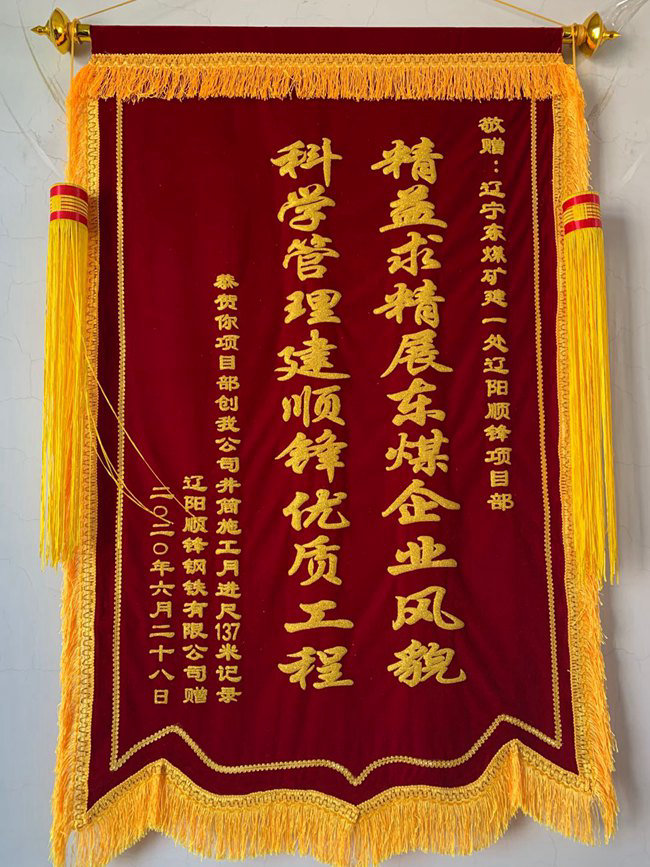 敬赠：辽宁东煤矿建一处辽阳顺锋项目部
精益求精展东煤企业风貌
科学管理建顺锋优质工程
恭贺你项目部创我公司井筒施工月进尺137米记录
辽阳顺锋钢铁有限公司赠
二〇二〇年六月二十八日